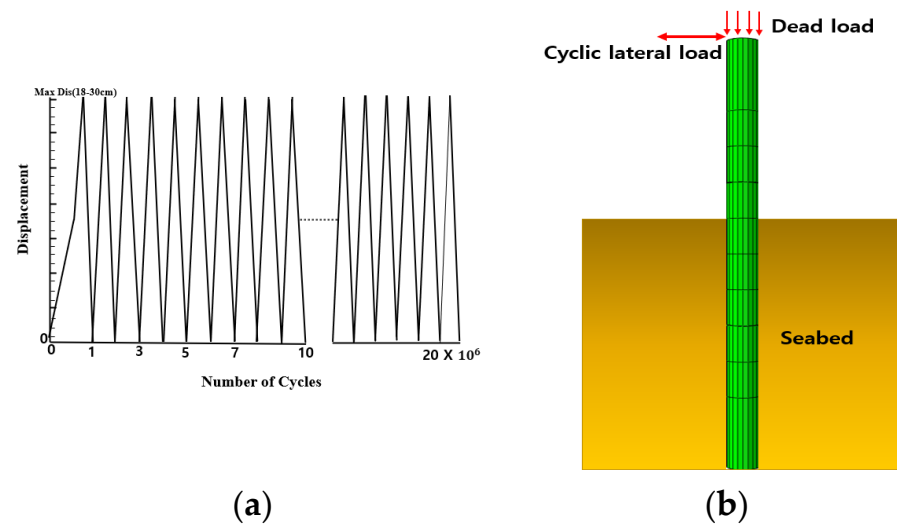 Max Dis(18-30cm)
Displacement
0
0 1 3 5 7 10 20 X 10⁶
Number of Cycles
(a)
Dead load
Cyclic lateral load
Seabed
(b)